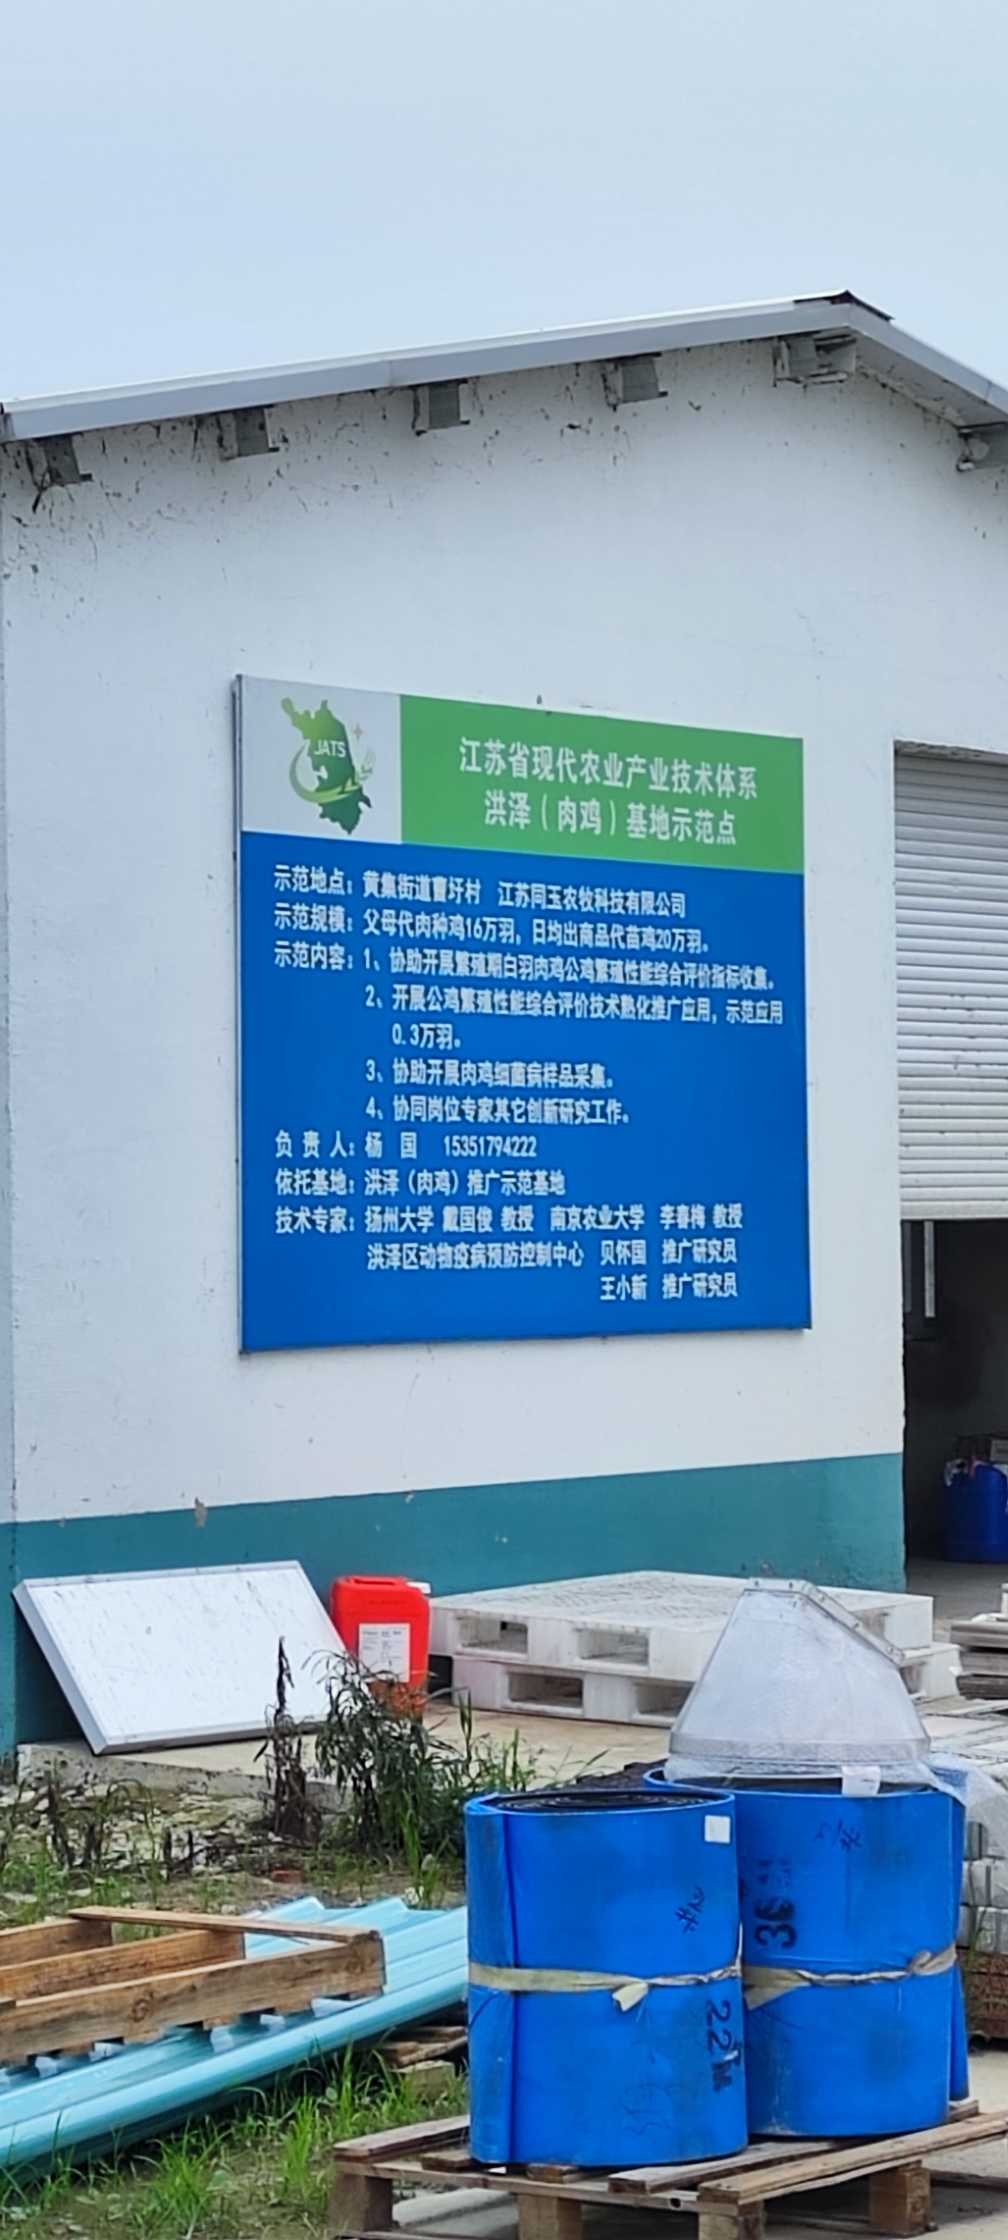 JATS
江苏省现代农业产业技术体系
洪泽（肉鸡）基地示范点
示范地点：黄集街道曹圩村 江苏同玉农牧科技有限公司
示范规模：父母代肉种鸡16万羽，日均出商品代苗鸡20万羽。
示范内容：1、协助开展繁殖期白羽肉鸡公鸡繁殖性能综合评价指标收集。
2、开展公鸡繁殖性能综合评价技术熟化推广应用，示范应用
0.3万羽。
3、协助开展肉鸡细菌病样品采集。
4、协同岗位专家其它创新研究工作。
负 责 人：杨 国 15351794222
依托基地：洪泽（肉鸡）推广示范基地
技术专家：扬州大学 戴国俊 教授 南京农业大学 李春梅 教授
洪泽区动物疫病预防控制中心 贝怀国 推广研究员
王小新 推广研究员
36
22